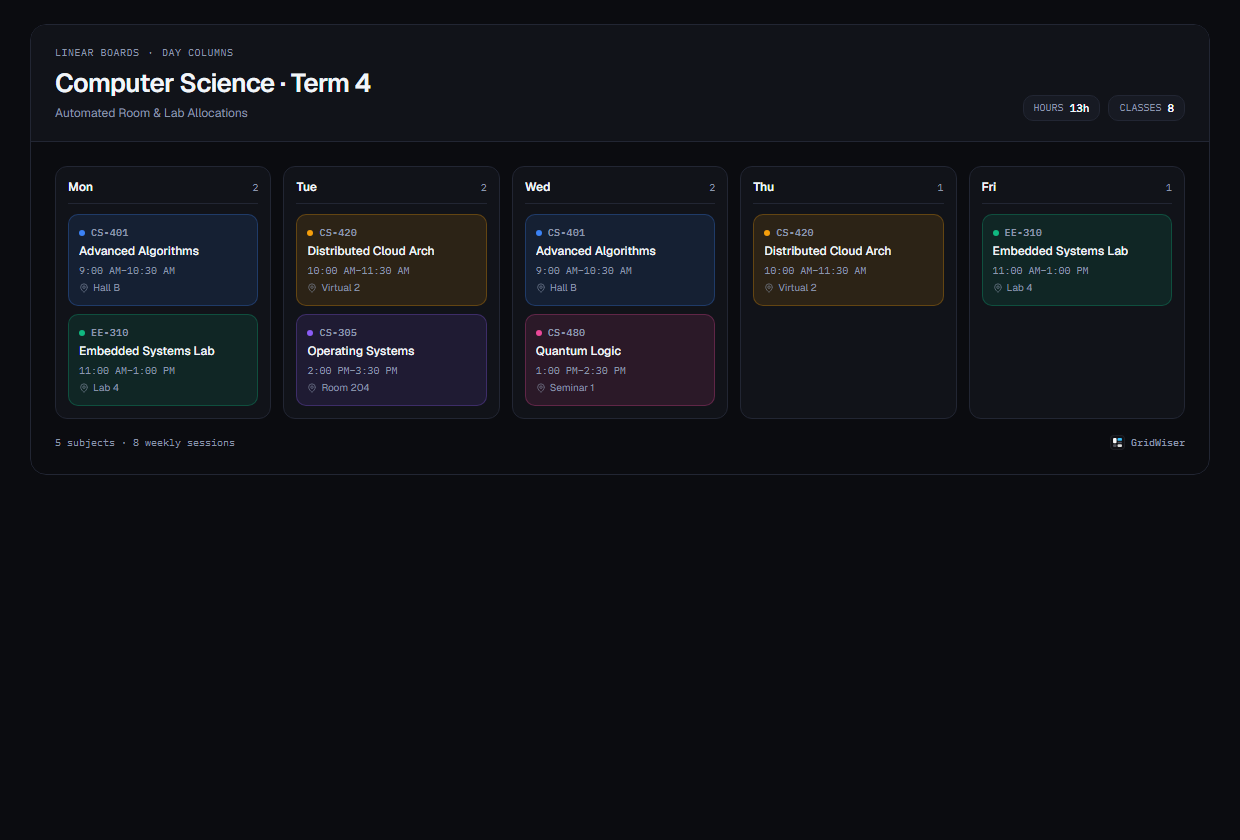 LINEAR BOARDS · DAY COLUMNS
Computer Science · Term 4
Automated Room & Lab Allocations
HOURS 13h
CLASSES 8
Mon 2
CS-401
Advanced Algorithms
9:00 AM–10:30 AM
Hall B
EE-310
Embedded Systems Lab
11:00 AM–1:00 PM
Lab 4
Tue 2
CS-420
Distributed Cloud Arch
10:00 AM–11:30 AM
Virtual 2
CS-305
Operating Systems
2:00 PM–3:30 PM
Room 204
Wed 2
CS-401
Advanced Algorithms
9:00 AM–10:30 AM
Hall B
CS-480
Quantum Logic
1:00 PM–2:30 PM
Seminar 1
Thu 1
CS-420
Distributed Cloud Arch
10:00 AM–11:30 AM
Virtual 2
Fri 1
EE-310
Embedded Systems Lab
11:00 AM–1:00 PM
Lab 4
5 subjects · 8 weekly sessions
GridWiser